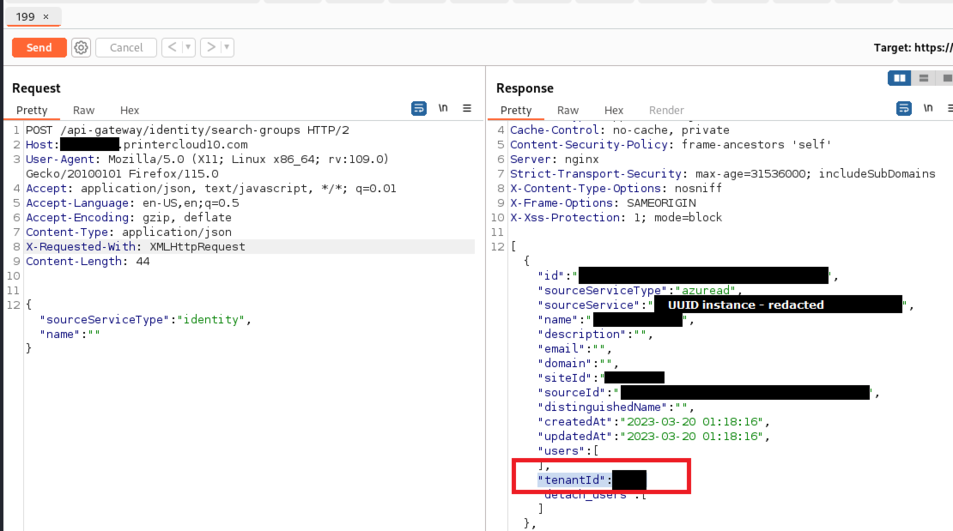 199 ×
Send
Cancel
< ▾
> ▾
Target: https://
Request
Pretty Raw Hex
\n
1 POST /api-gateway/identity/search-groups HTTP/2
2 Host: .printercloud10.com
3 User-Agent: Mozilla/5.0 (X11; Linux x86_64; rv:109.0)
Gecko/20100101 Firefox/115.0
4 Accept: application/json, text/javascript, */*; q=0.01
5 Accept-Language: en-US,en;q=0.5
6 Accept-Encoding: gzip, deflate
7 Content-Type: application/json
8 X-Requested-With: XMLHttpRequest
9 Content-Length: 44
10
11
12 {
"sourceServiceType":"identity",
"name":""
}
Response
Pretty Raw Hex Render
\n
4 Cache-Control: no-cache, private
5 Content-Security-Policy: frame-ancestors 'self'
6 Server: nginx
7 Strict-Transport-Security: max-age=31536000; includeSubDomains
8 X-Content-Type-Options: nosniff
9 X-Frame-Options: SAMEORIGIN
10 X-Xss-Protection: 1; mode=block
11
12 [
{
"id":" ",
"sourceServiceType":"azuread",
"sourceService":" UUID instance - redacted ",
"name":" ",
"description":"",
"email":"",
"domain":"",
"siteId":"
"sourceId":" ",
"distinguishedName":"",
"createdAt":"2023-03-20 01:18:16",
"updatedAt":"2023-03-20 01:18:16",
"users":[
],
"tenantId":
"detach_users":[
]
},